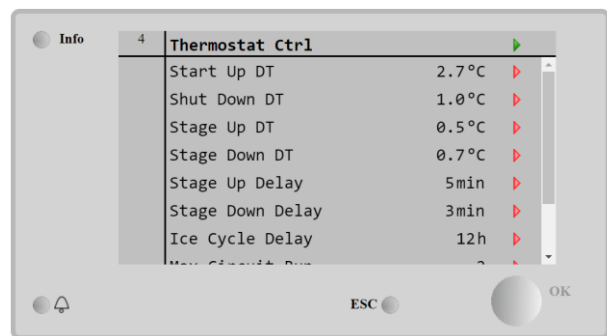 Info
4 Thermostat Ctrl
Start Up DT 2.7°C
Shut Down DT 1.0°C
Stage Up DT 0.5°C
Stage Down DT 0.7°C
Stage Up Delay 5min
Stage Down Delay 3min
Ice Cycle Delay 12h
ESC
OK